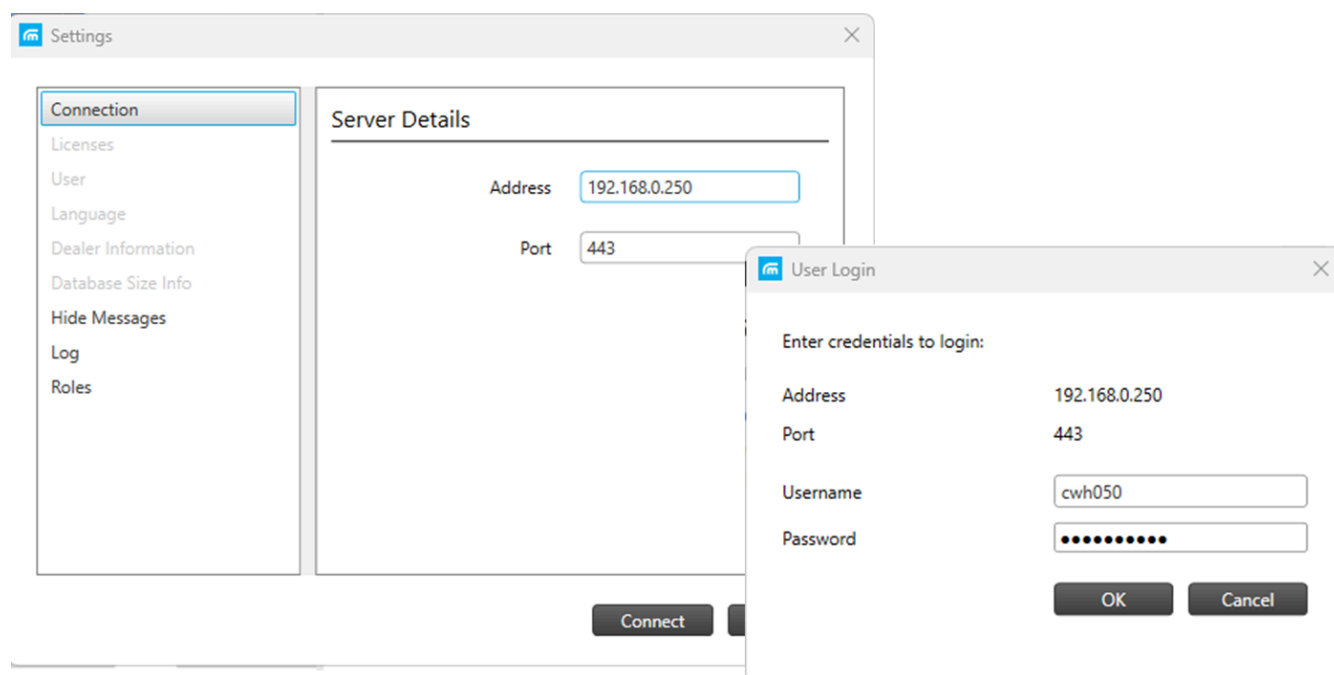 Settings
Connection
Licenses
User
Language
Dealer Information
Database Size Info
Hide Messages
Log
Roles
Server Details
Address 192.168.0.250
Port 443
Connect
User Login
Enter credentials to login:
Address 192.168.0.250
Port 443
Username cwh050
Password ●●●●●●●●●●
OK Cancel